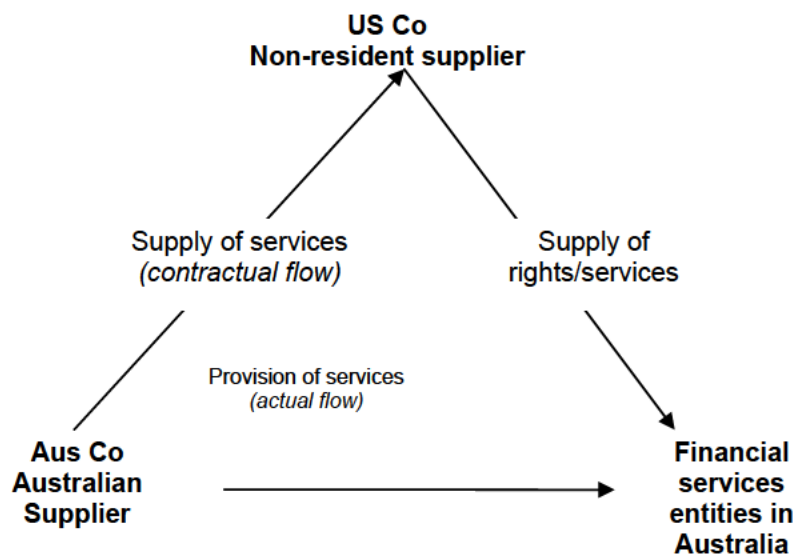 US Co
Non-resident supplier
Supply of services
(contractual flow)
Supply of
rights/services
Provision of services
(actual flow)
Aus Co
Australian
Supplier
Financial
services
entities in
Australia